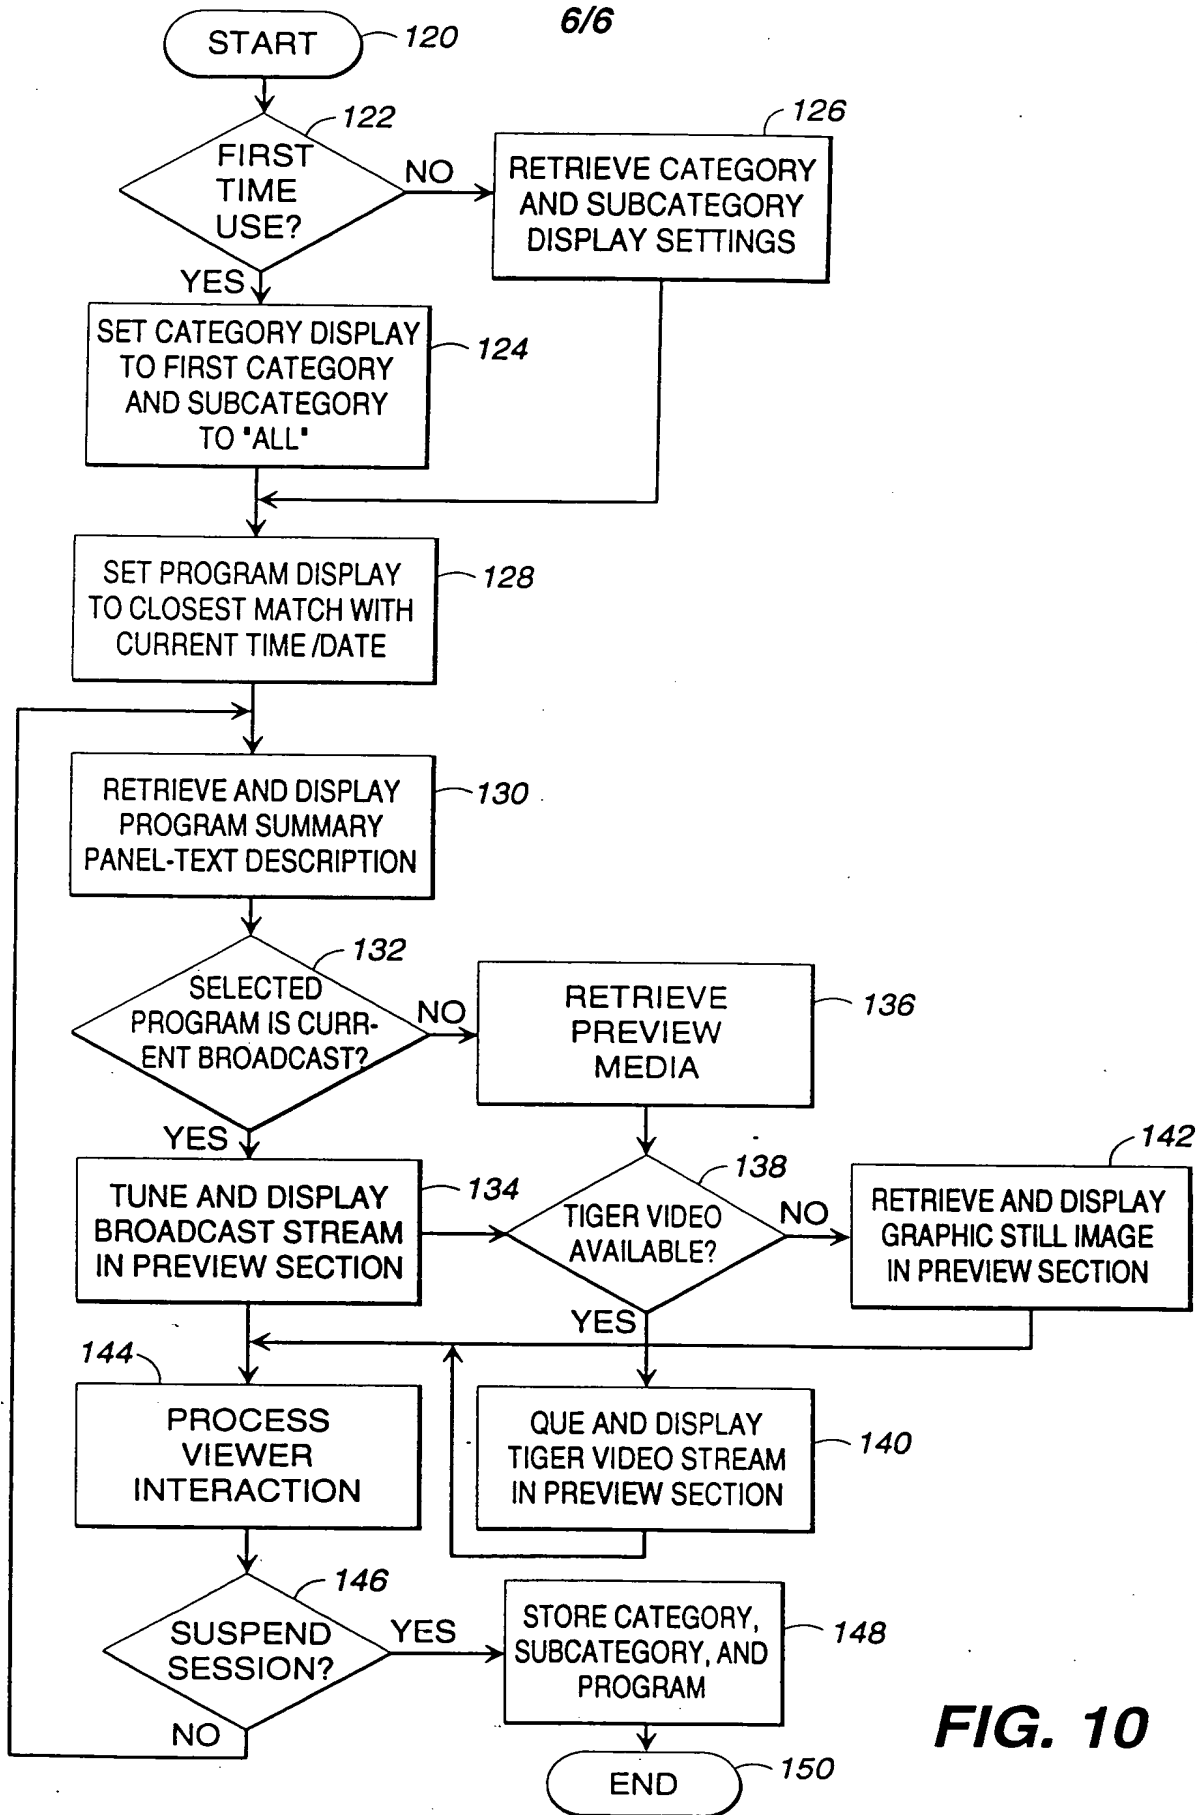 6/6
START
120
122
FIRST
TIME
USE?
NO
126
RETRIEVE CATEGORY
AND SUBCATEGORY
DISPLAY SETTINGS
YES
SET CATEGORY DISPLAY
TO FIRST CATEGORY
AND SUBCATEGORY
TO "ALL"
124
SET PROGRAM DISPLAY
TO CLOSEST MATCH WITH
CURRENT TIME/DATE
128
RETRIEVE AND DISPLAY
PROGRAM SUMMARY
PANEL-TEXT DESCRIPTION
130
132
SELECTED
PROGRAM IS CURR-
ENT BROADCAST?
NO
RETRIEVE
PREVIEW
MEDIA
136
YES
TUNE AND DISPLAY
BROADCAST STREAM
IN PREVIEW SECTION
134
138
TIGER VIDEO
AVAILABLE?
NO
142
RETRIEVE AND DISPLAY
GRAPHIC STILL IMAGE
IN PREVIEW SECTION
YES
144
PROCESS
VIEWER
INTERACTION
QUE AND DISPLAY
TIGER VIDEO STREAM
IN PREVIEW SECTION
140
146
SUSPEND
SESSION?
YES
STORE CATEGORY,
SUBCATEGORY, AND
PROGRAM
148
NO
END
150
FIG. 10